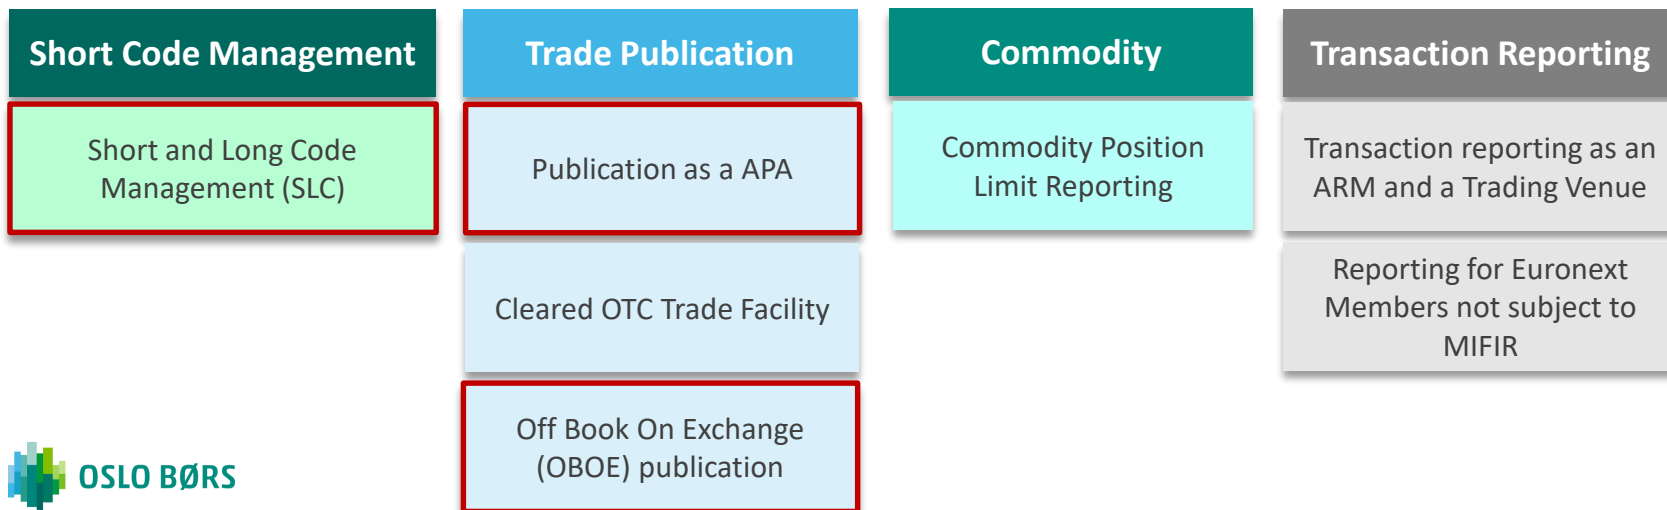 Short Code Management
Short and Long Code
Management (SLC)
Trade Publication
Publication as a APA
Cleared OTC Trade Facility
Off Book On Exchange
(OBOE) publication
Commodity
Commodity Position
Limit Reporting
Transaction Reporting
Transaction reporting as an
ARM and a Trading Venue
Reporting for Euronext
Members not subject to
MIFIR
OSLO BØRS